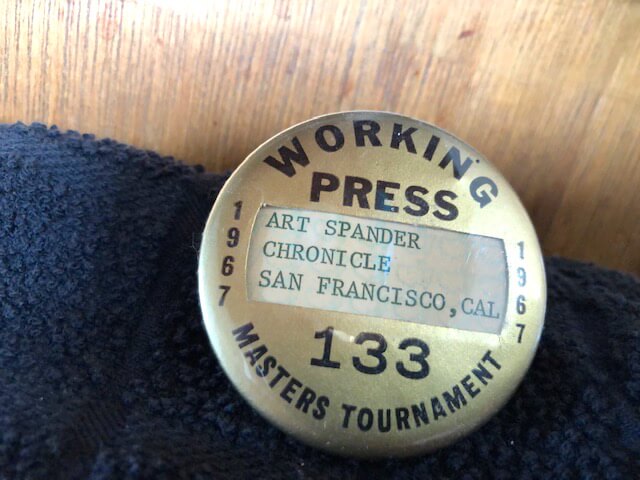 WORKING
PRESS
1967
ART SPANDER
CHRONICLE
SAN FRANCISCO, CAL
1967
133
MASTERS TOURNAMENT